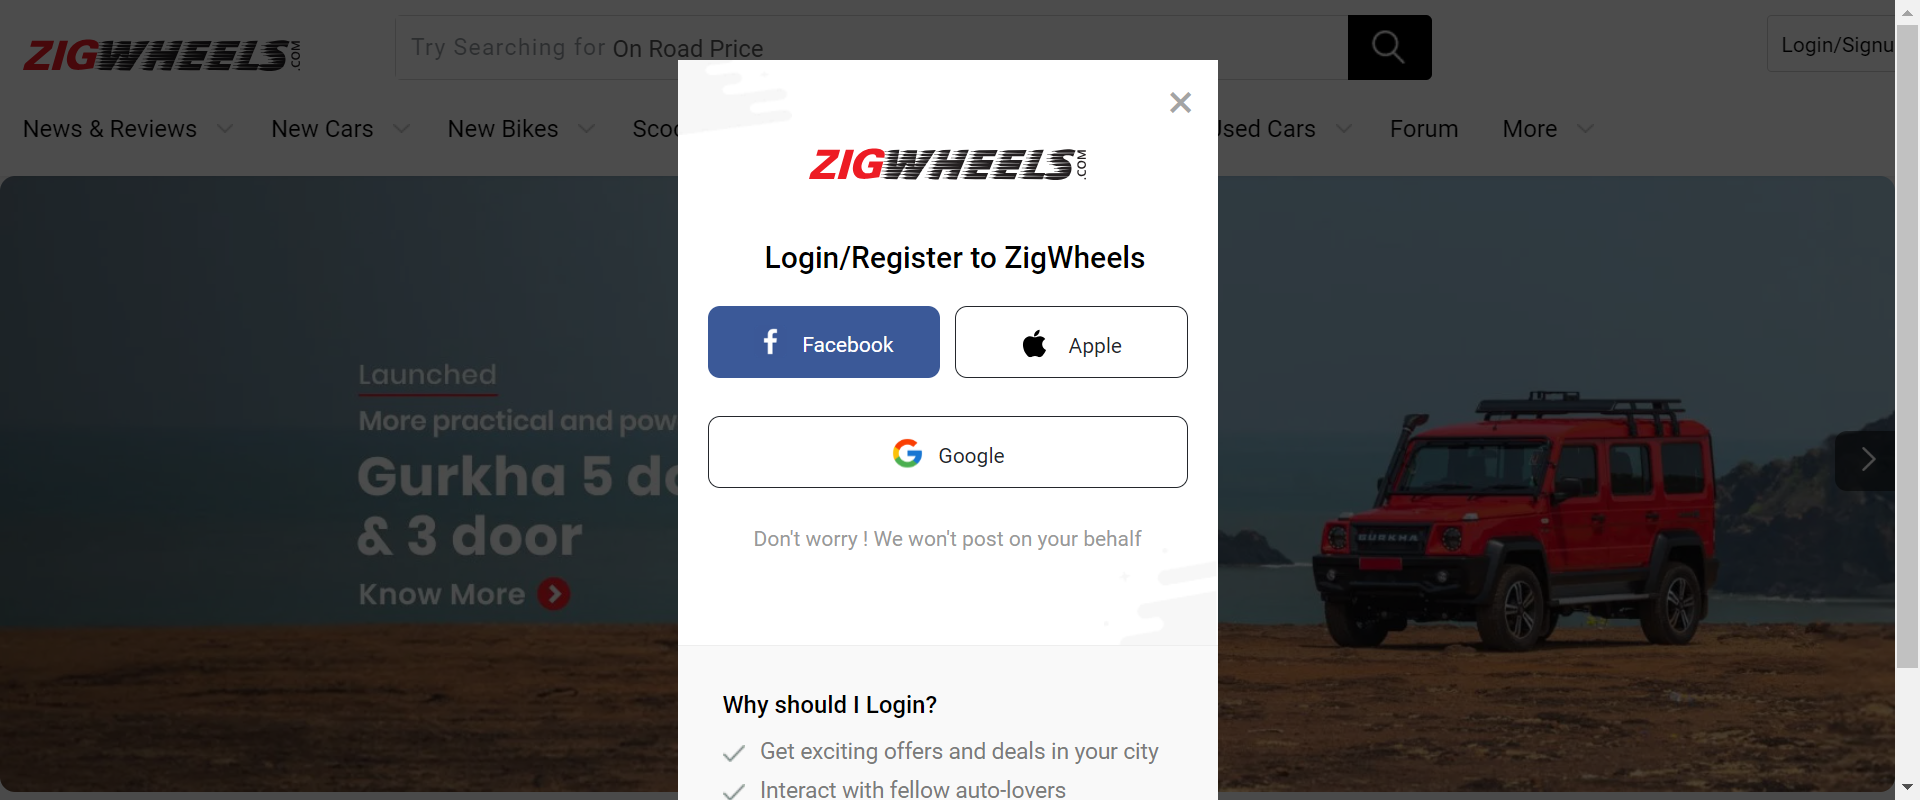 ZIGWHEELS.COM
Try Searching for On Road Price
Login/Signu
News & Reviews
New Cars
New Bikes
Scoo
Used Cars
Forum
More
ZIGWHEELS.COM
Login/Register to ZigWheels
Facebook
Apple
Google
Don't worry ! We won't post on your behalf
Launched
More practical and pow
Gurkha 5 do
& 3 door
Know More
GURKHA
Why should I Login?
Get exciting offers and deals in your city
Interact with fellow auto-lovers